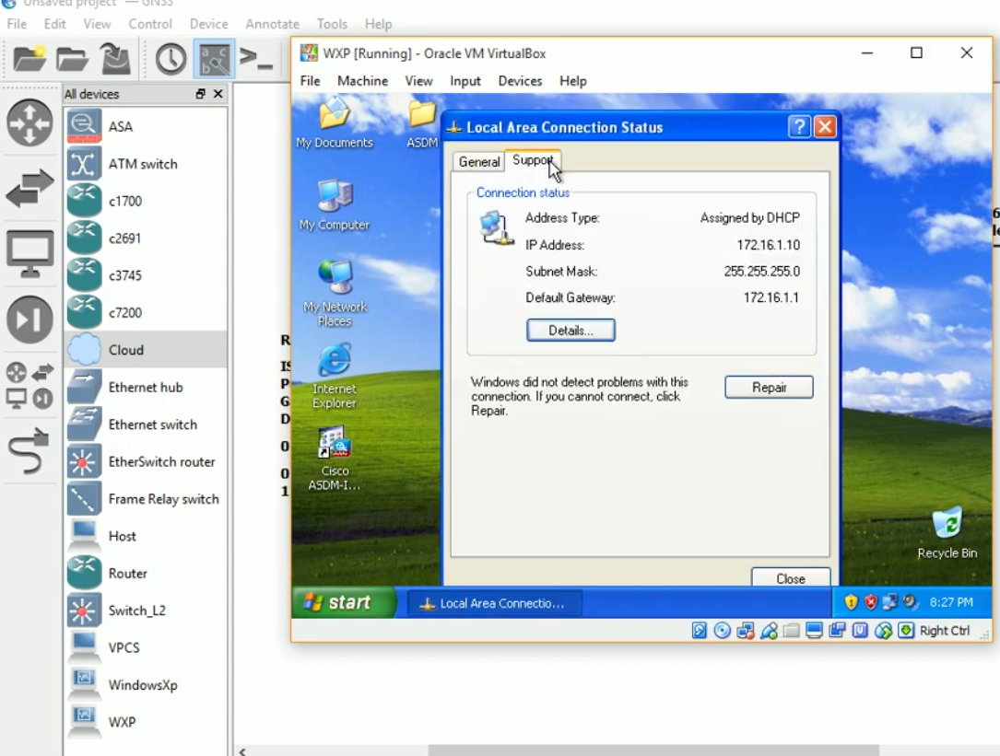 Unsaved project* — GNS3
File Edit View Control Device Annotate Tools Help
All devices
ASA
ATM switch
c1700
c2691
c3745
c7200
Cloud
Ethernet hub
Ethernet switch
EtherSwitch router
Frame Relay switch
Host
Router
Switch_L2
VPCS
WindowsXp
WXP
WXP [Running] - Oracle VM VirtualBox
File Machine View Input Devices Help
My Documents
ASDM
My Computer
My Network
Places
Internet
Explorer
Cisco
ASDM-I...
Recycle Bin
Local Area Connection Status
General Support
Connection status
Address Type: Assigned by DHCP
IP Address: 172.16.1.10
Subnet Mask: 255.255.255.0
Default Gateway: 172.16.1.1
Details...
Windows did not detect problems with this
connection. If you cannot connect, click
Repair.
Repair
Close
start
Local Area Connectio...
8:27 PM
Right Ctrl